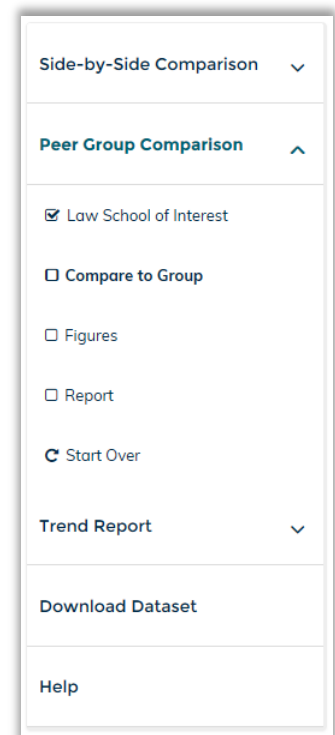 Side-by-Side Comparison
Peer Group Comparison
Law School of Interest
Compare to Group
Figures
Report
Start Over
Trend Report
Download Dataset
Help